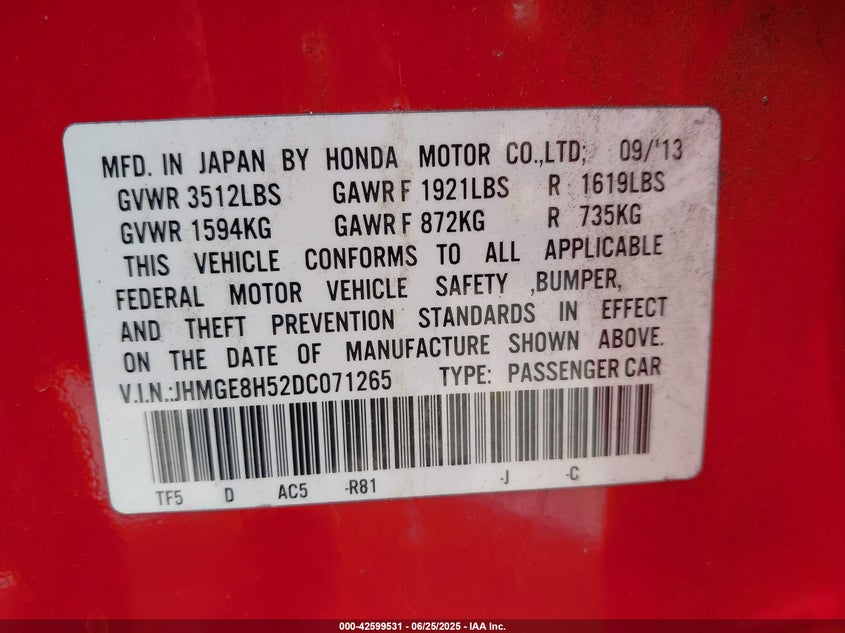 MFD. IN JAPAN BY HONDA MOTOR CO.,LTD; 09/'13
GVWR 3512LBS GAWR F 1921LBS R 1619LBS
GVWR 1594KG GAWR F 872KG R 735KG
THIS VEHICLE CONFORMS TO ALL APPLICABLE
FEDERAL MOTOR VEHICLE SAFETY ,BUMPER,
AND THEFT PREVENTION STANDARDS IN EFFECT
ON THE DATE OF MANUFACTURE SHOWN ABOVE.
V.I.N.:JHMGE8H52DC071265 TYPE: PASSENGER CAR
TF5 D AC5 -R81 -J -C
000-42599531 - 06/25/2025 - IAA Inc.